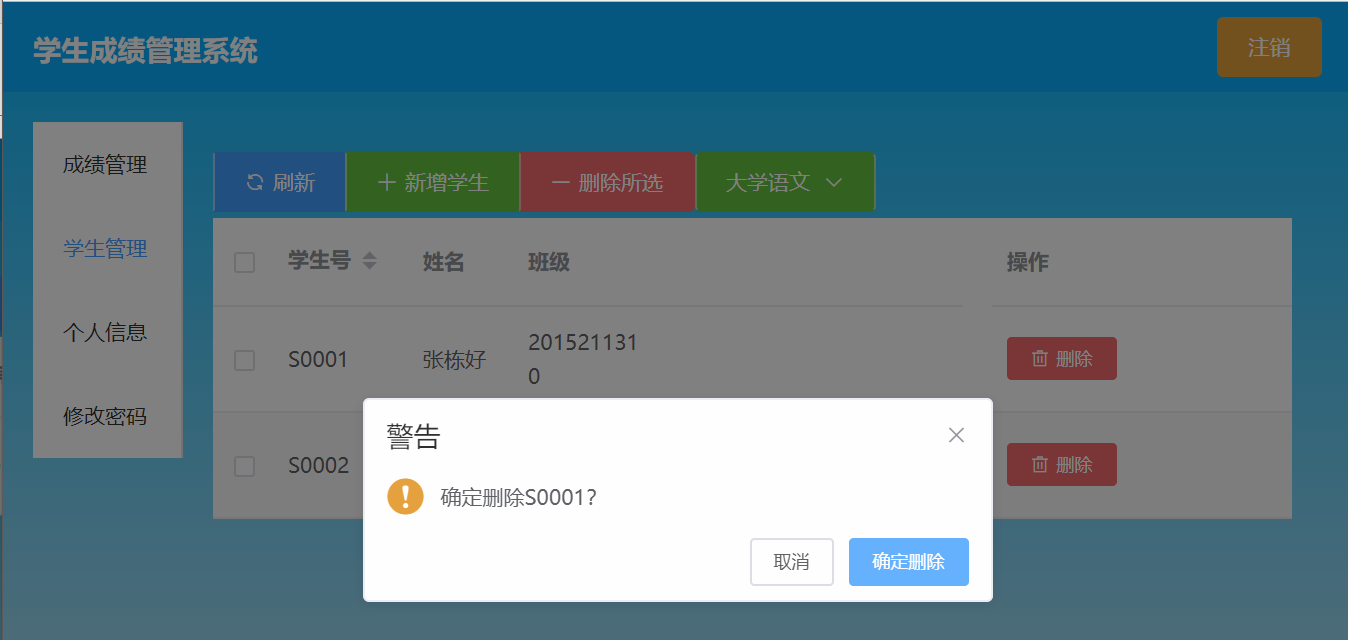 学生成绩管理系统
注销
成绩管理
学生管理
个人信息
修改密码
刷新 新增学生 删除所选 大学语文
学生号 姓名 班级 操作
S0001 张栋好 201521131
0 删除
S0002 删除
警告
确定删除S0001?
取消 确定删除